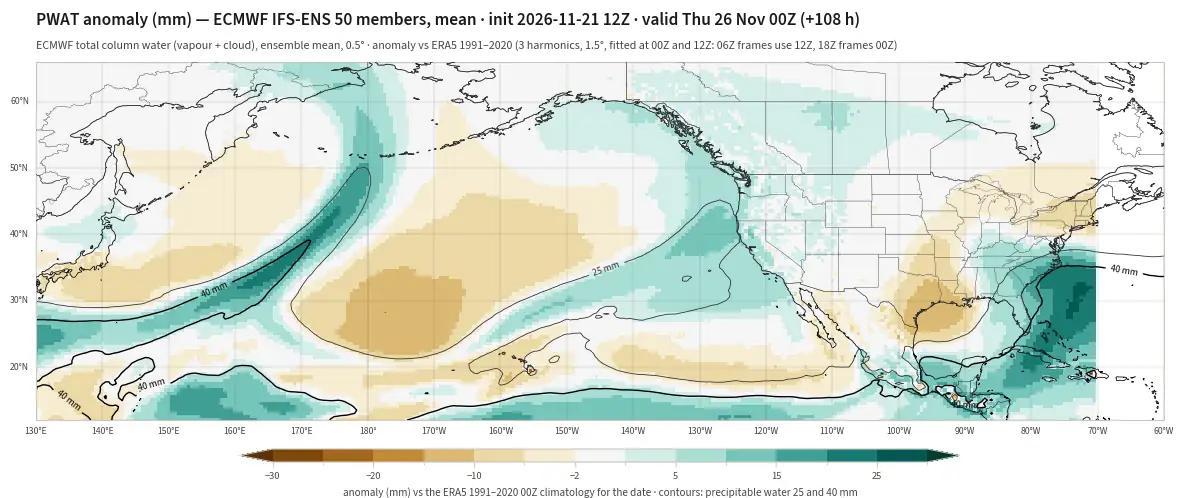 PWAT anomaly (mm) — ECMWF IFS-ENS 50 members, mean · init 2026-11-21 12Z · valid Thu 26 Nov 00Z (+108 h)
ECMWF total column water (vapour + cloud), ensemble mean, 0.5° · anomaly vs ERA5 1991–2020 (3 harmonics, 1.5°, fitted at 00Z and 12Z: 06Z frames use 12Z, 18Z frames 00Z)
60°N
50°N
40°N
25 mm
40 mm
40 mm
30°N
20°N
40 mm
40 mm
130°E 140°E 150°E 160°E 170°E 180° 170°W 160°W 150°W 140°W 130°W 120°W 110°W 100°W 90°W 80°W 70°W 60°W
−30 −20 −10 −2 5 15 25
anomaly (mm) vs the ERA5 1991–2020 00Z climatology for the date · contours: precipitable water 25 and 40 mm